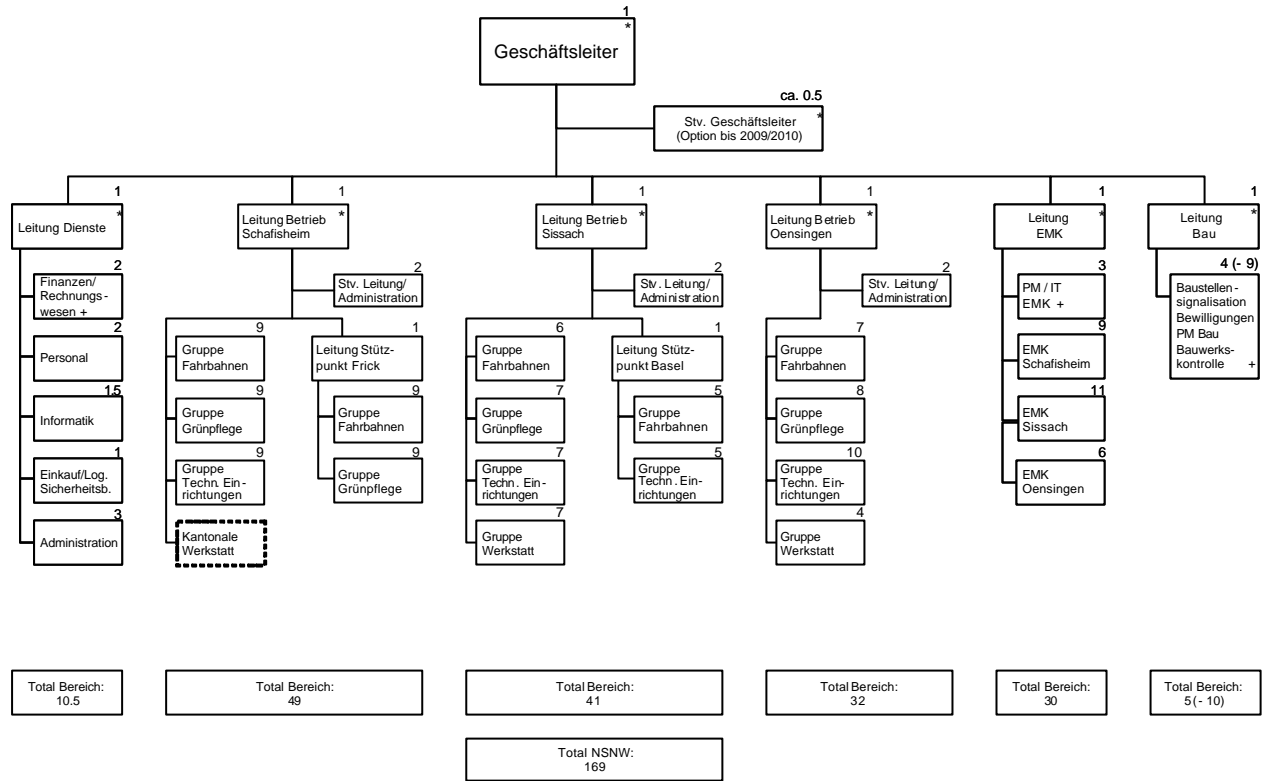 1
*
Geschäftsleiter
ca. 0.5
Stv. Geschäftsleiter *
(Option bis 2009/2010)
1
Leitung Dienste *
2
Finanzen/
Rechnungs-
wesen +
2
Personal
1.5
Informatik
1
Einkauf/Log.
Sicherheitsb.
3
Administration
1
Leitung Betrieb *
Schafisheim
2
Stv. Leitung/
Administration
9
Gruppe
Fahrbahnen
9
Gruppe
Grünpflege
9
Gruppe
Techn. Ein-
richtungen
Kantonale
Werkstatt
1
Leitung Stütz-
punkt Frick
9
Gruppe
Fahrbahnen
9
Gruppe
Grünpflege
1
Leitung Betrieb *
Sissach
2
Stv. Leitung/
Administration
6
Gruppe
Fahrbahnen
7
Gruppe
Grünpflege
7
Gruppe
Techn. Ein-
richtungen
7
Gruppe
Werkstatt
1
Leitung Stütz-
punkt Basel
5
Gruppe
Fahrbahnen
5
Gruppe
Techn. Ein-
richtungen
1
Leitung Betrieb *
Oensingen
2
Stv. Leitung/
Administration
7
Gruppe
Fahrbahnen
8
Gruppe
Grünpflege
10
Gruppe
Techn. Ein-
richtungen
4
Gruppe
Werkstatt
1
Leitung *
EMK
3
PM / IT
EMK +
9
EMK
Schafisheim
11
EMK
Sissach
6
EMK
Oensingen
1
Leitung *
Bau
4 (- 9)
Baustellen-
signalisation
Bewilligungen
PM Bau
Bauwerks-
kontrolle +
Total Bereich:
10.5
Total Bereich:
49
Total Bereich:
41
Total Bereich:
32
Total Bereich:
30
Total Bereich:
5 (- 10)
Total NSNW:
169